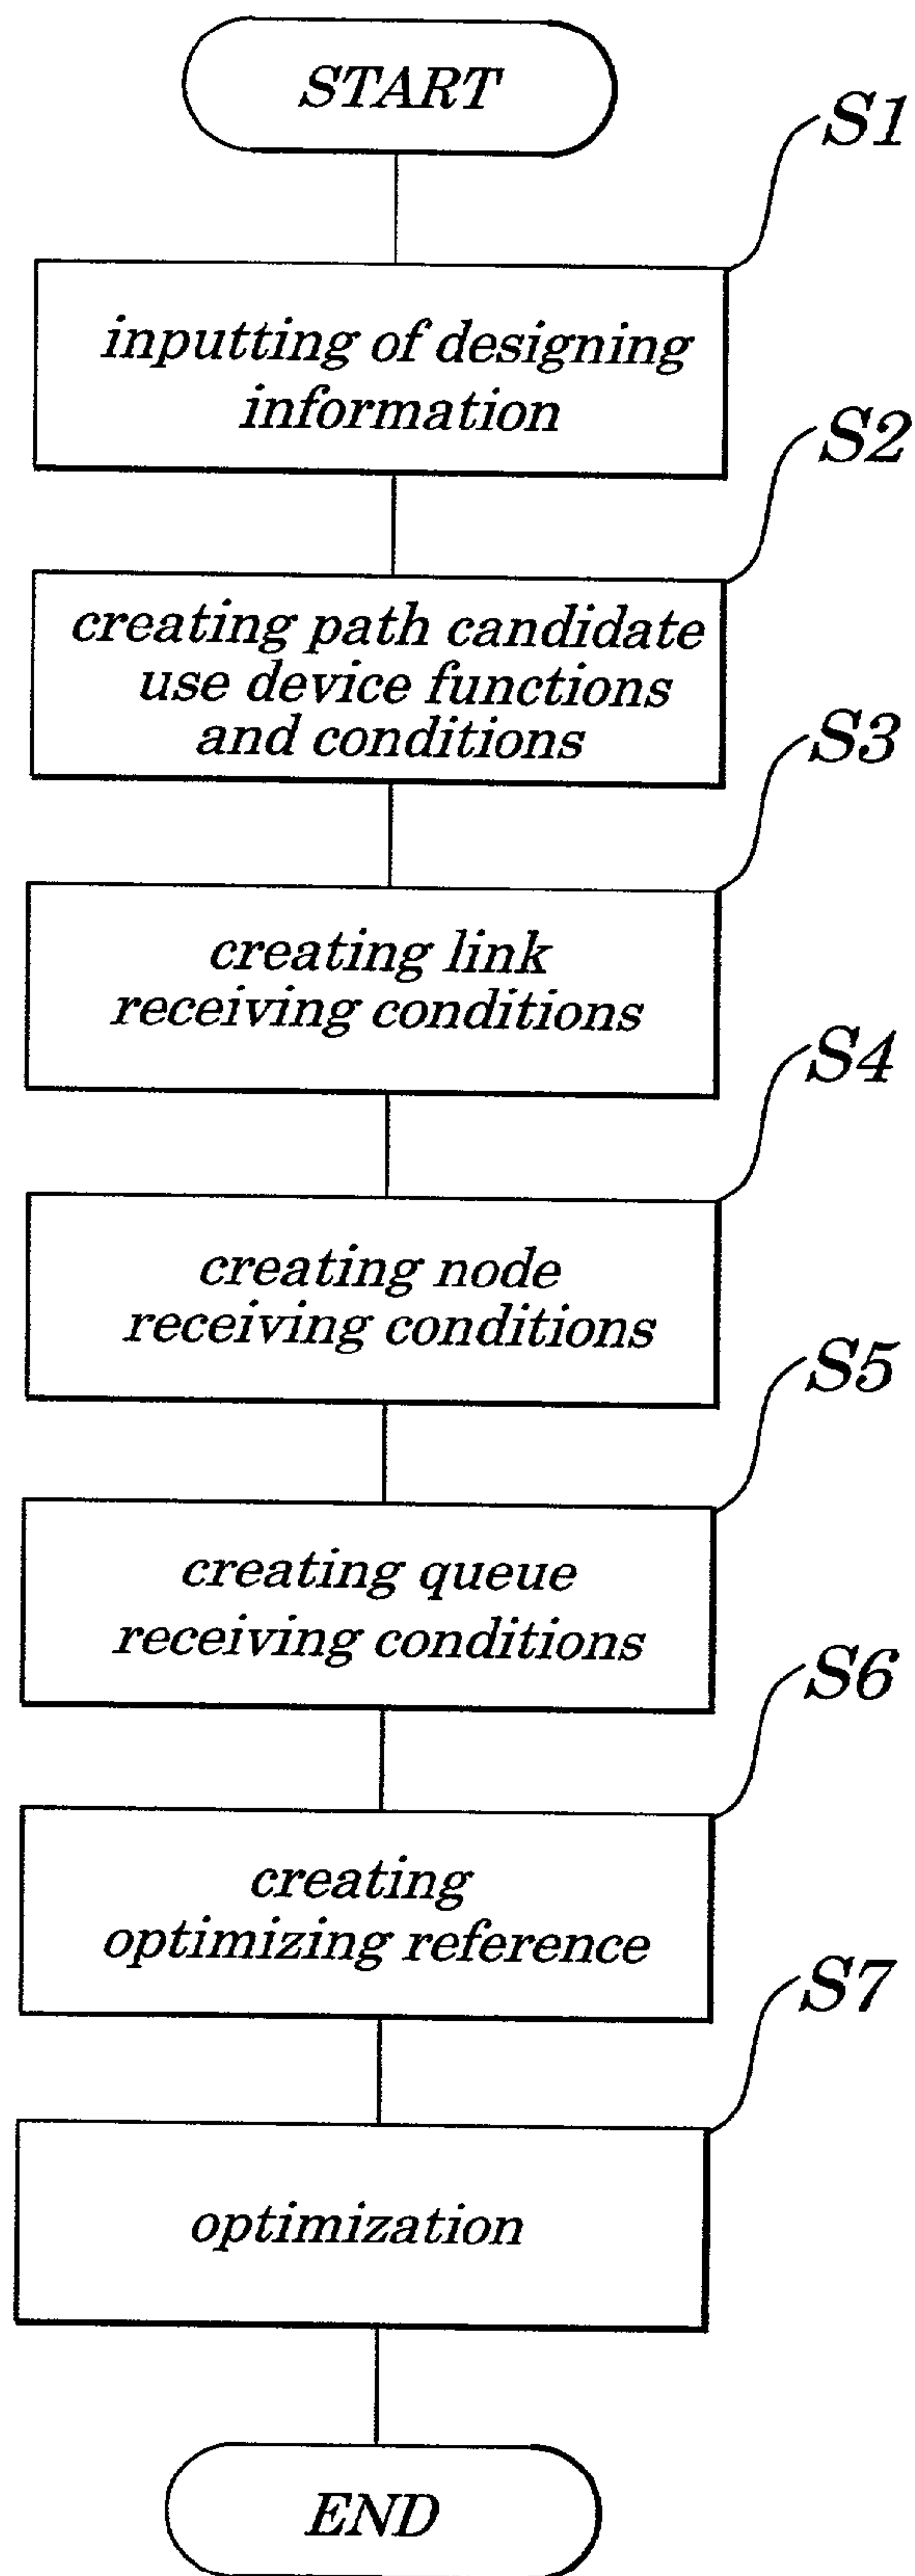 START
S1
inputting of designing
information
S2
creating path candidate
use device functions
and conditions
S3
creating link
receiving conditions
S4
creating node
receiving conditions
S5
creating queue
receiving conditions
S6
creating
optimizing reference
S7
optimization
END